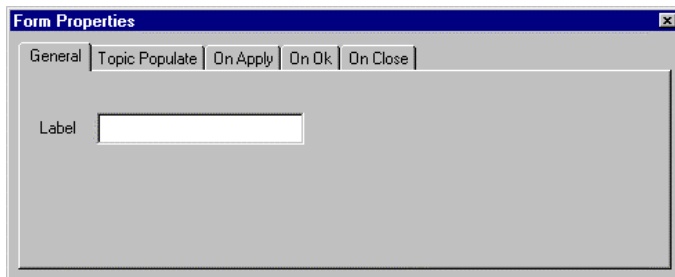 Form Properties
General Topic Populate On Apply On Ok On Close
Label